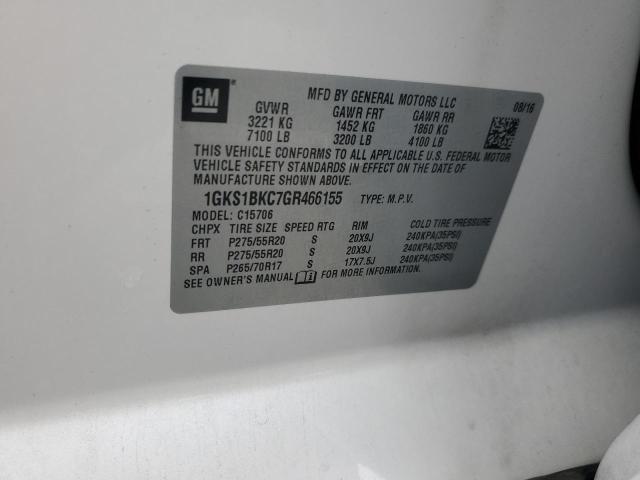 GM
MFD BY GENERAL MOTORS LLC 08/16
GVWR GAWR FRT GAWR RR
3221 KG 1452 KG 1860 KG
7100 LB 3200 LB 4100 LB
THIS VEHICLE CONFORMS TO ALL APPLICABLE U.S. FEDERAL MOTOR
VEHICLE SAFETY STANDARDS IN EFFECT ON THE DATE OF
MANUFACTURE SHOWN ABOVE.
1GKS1BKC7GR466155 TYPE: M.P.V.
MODEL: C15706
CHPX TIRE SIZE SPEED RTG RIM COLD TIRE PRESSURE
FRT P275/55R20 S 20X9J 240KPA(35PSI)
RR P275/55R20 S 20X9J 240KPA(35PSI)
SPA P265/70R17 S 17X7.5J 240KPA(35PSI)
SEE OWNER'S MANUAL FOR MORE INFORMATION.